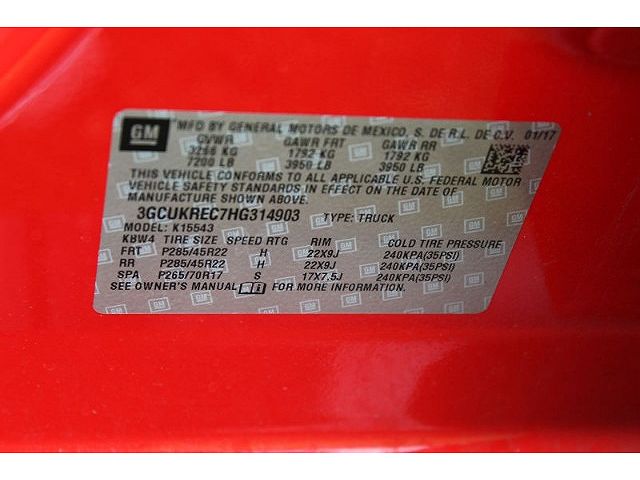 GM MFD BY GENERAL MOTORS DE MEXICO, S. DE R.L. DE C.V. 01/17
GVWR GAWR FRT GAWR RR
3266 KG 1792 KG 1792 KG
7200 LB 3950 LB 3950 LB
THIS VEHICLE CONFORMS TO ALL APPLICABLE U.S. FEDERAL MOTOR
VEHICLE SAFETY STANDARDS IN EFFECT ON THE DATE OF
MANUFACTURE SHOWN ABOVE.
3GCUKREC7HG314903 TYPE: TRUCK
MODEL: K15543
KBW4 TIRE SIZE SPEED RTG RIM COLD TIRE PRESSURE
FRT P285/45R22 H 22X9J 240KPA(35PSI)
RR P285/45R22 H 22X9J 240KPA(35PSI)
SPA P265/70R17 S 17X7.5J 240KPA(35PSI)
SEE OWNER'S MANUAL FOR MORE INFORMATION.